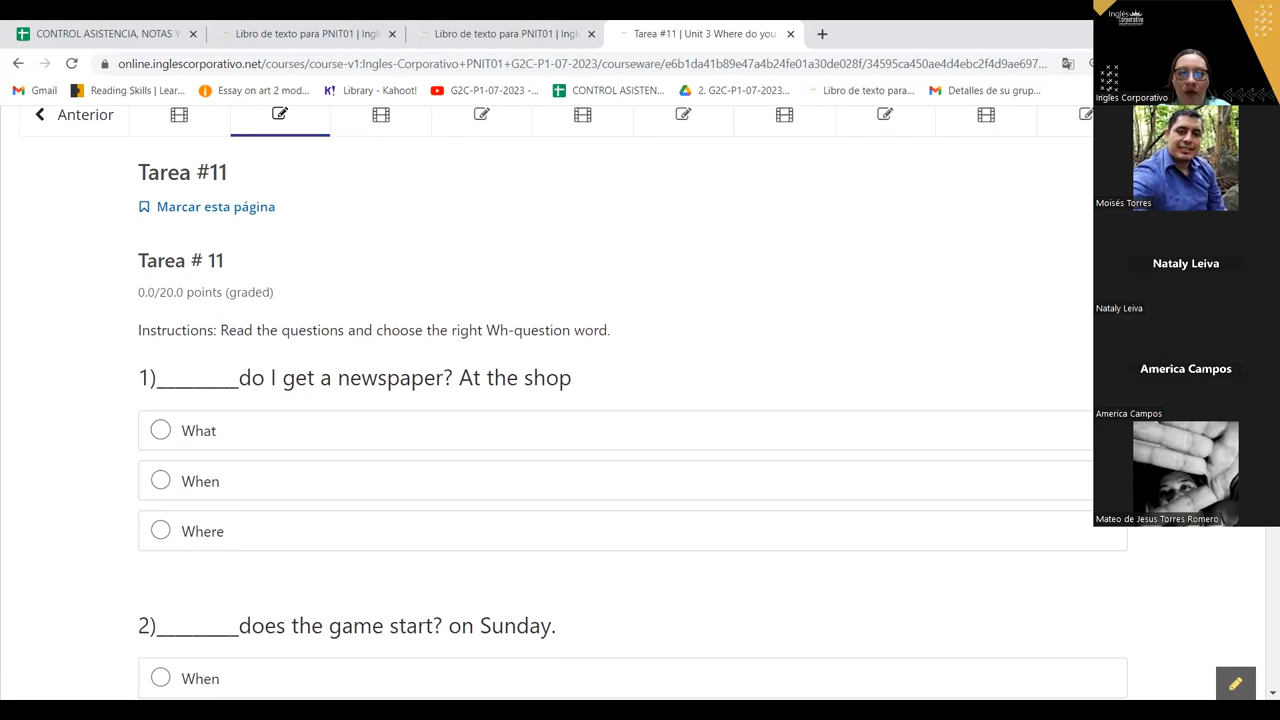 CONTROL ASISTENCIA, NOTAS Y
Libro de texto para PNIT01 | Ingl
Libro de texto para PNIT01 | Ingl
Tarea #11 | Unit 3 Where do you
online.inglescorporativo.net/courses/course-v1:Ingles-Corporativo+PNIT01+G2C-P1-07-2023/courseware/e6b1da41b89e47a4b24fe01a30de028f/34595ca450ae4d4ebc2f4d9ae697...
Gmail
Reading Skills | Lear...
Essay on art 2 mod...
Library - Kahoot!
G2C-P1-07-2023 -...
CONTROL ASISTEN...
2. G2C-P1-07-2023...
Libro de texto para...
Detalles de su grup...
Anterior
Tarea #11
Marcar esta página
Tarea # 11
0.0/20.0 points (graded)
Instructions: Read the questions and choose the right Wh-question word.
1)_________do I get a newspaper? At the shop
What
When
Where
2)_________does the game start? on Sunday.
When
Inglés
Corporativo
Ingles Corporativo
Moisés Torres
Nataly Leiva
Nataly Leiva
America Campos
America Campos
Mateo de Jesus Torres Romero